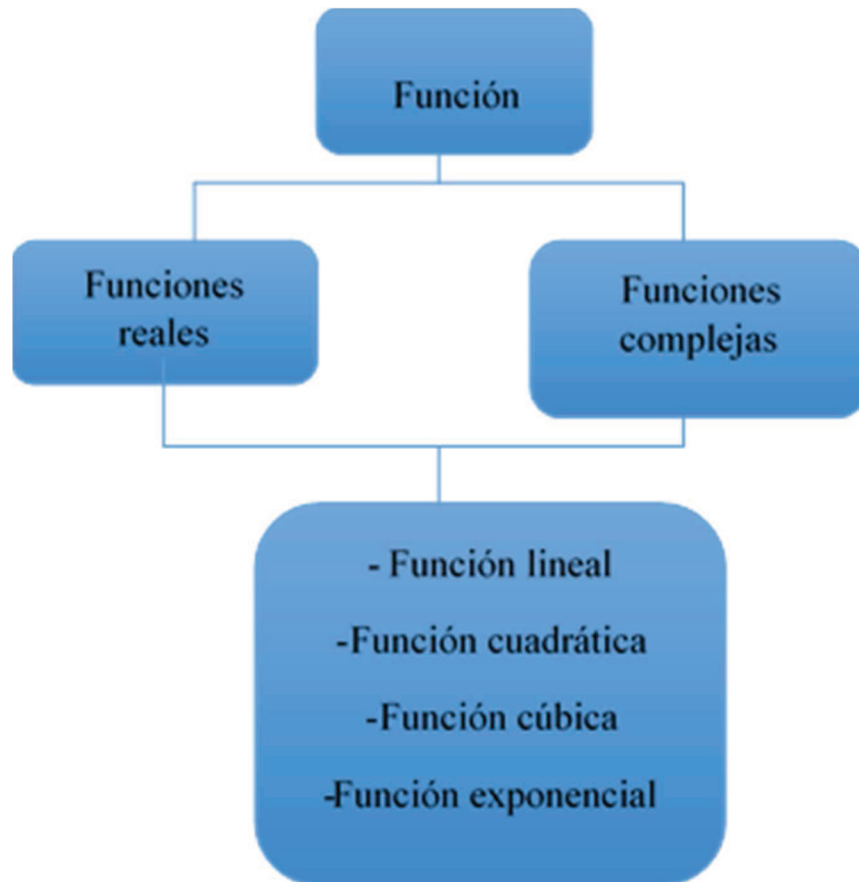 Función
Funciones
reales
Funciones
complejas
- Función lineal
-Función cuadrática
-Función cúbica
-Función exponencial